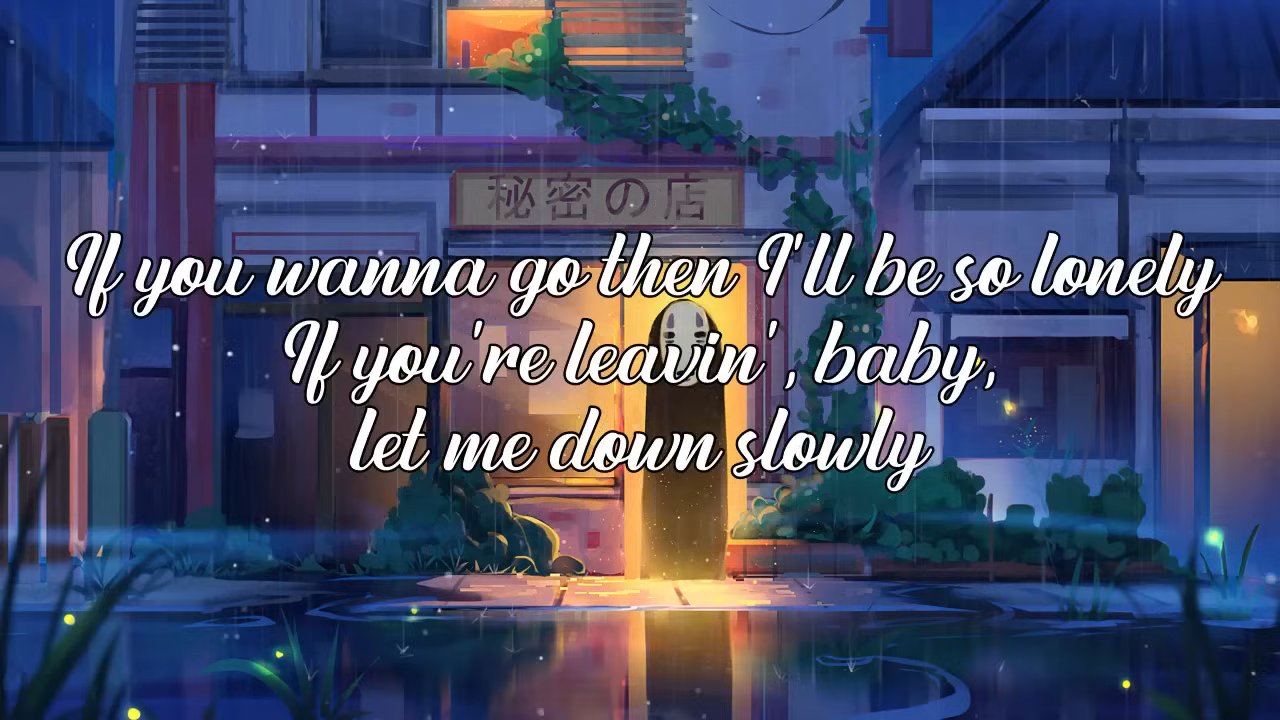 秘密の店
If you wanna go then I'll be so lonely
If you're leavin', baby,
let me down slowly